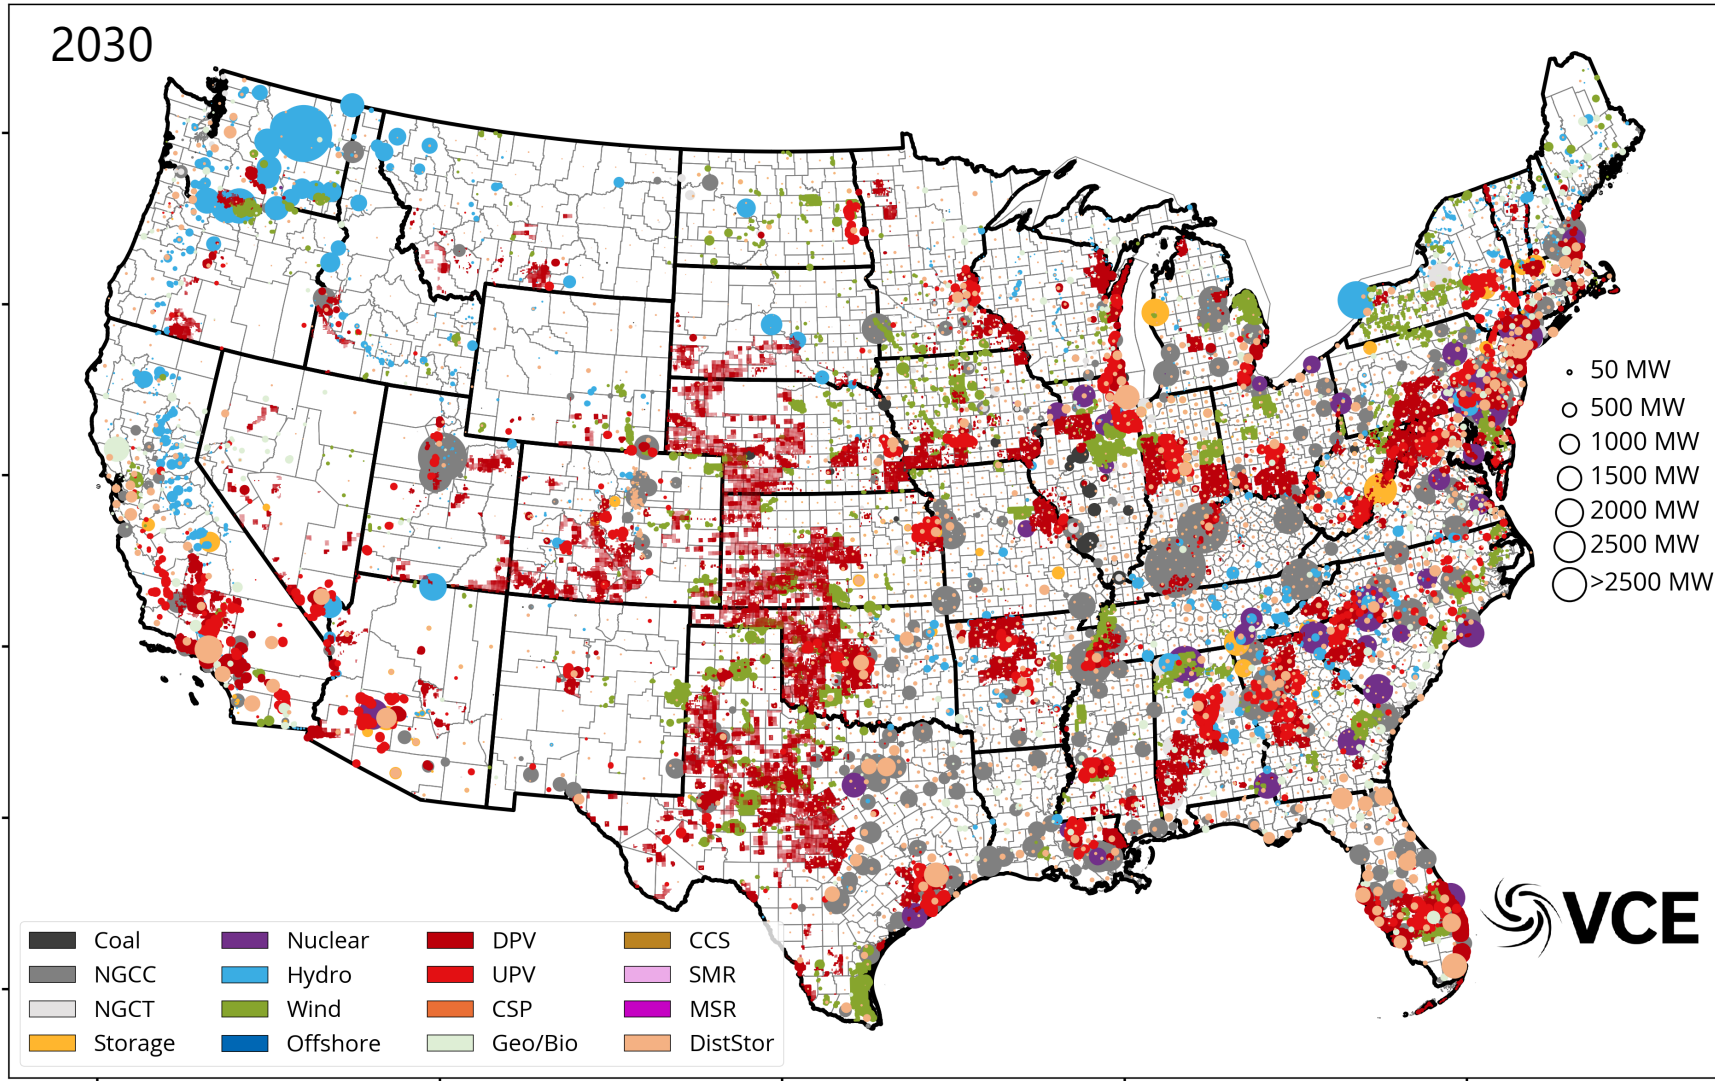 2030
50 MW
500 MW
1000 MW
1500 MW
2000 MW
2500 MW
>2500 MW
VCE
Coal Nuclear DPV CCS
NGCC Hydro UPV SMR
NGCT Wind CSP MSR
Storage Offshore Geo/Bio DistStor